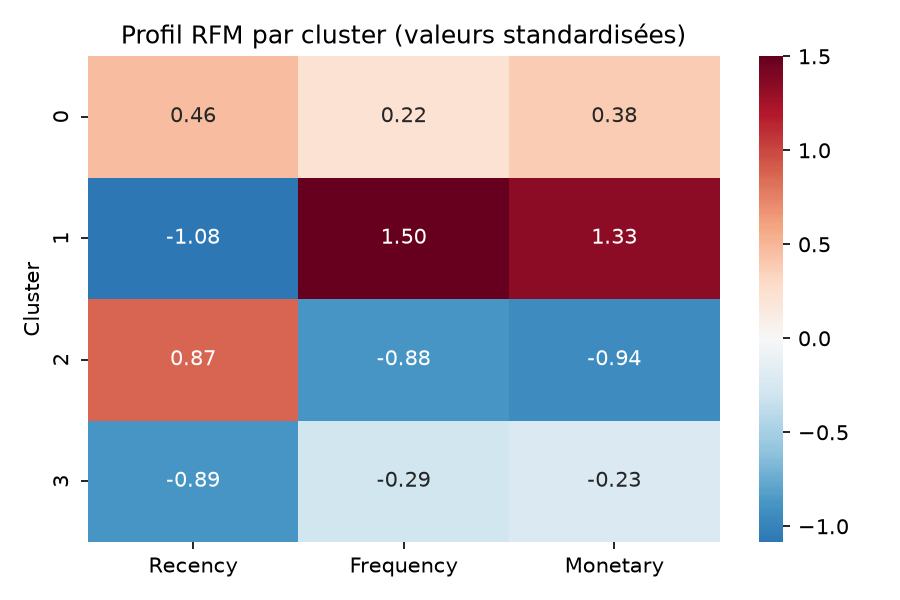 Profil RFM par cluster (valeurs standardisées)
Cluster
0 0.46 0.22 0.38
1 -1.08 1.50 1.33
2 0.87 -0.88 -0.94
3 -0.89 -0.29 -0.23
Recency Frequency Monetary
1.5
1.0
0.5
0.0
−0.5
−1.0